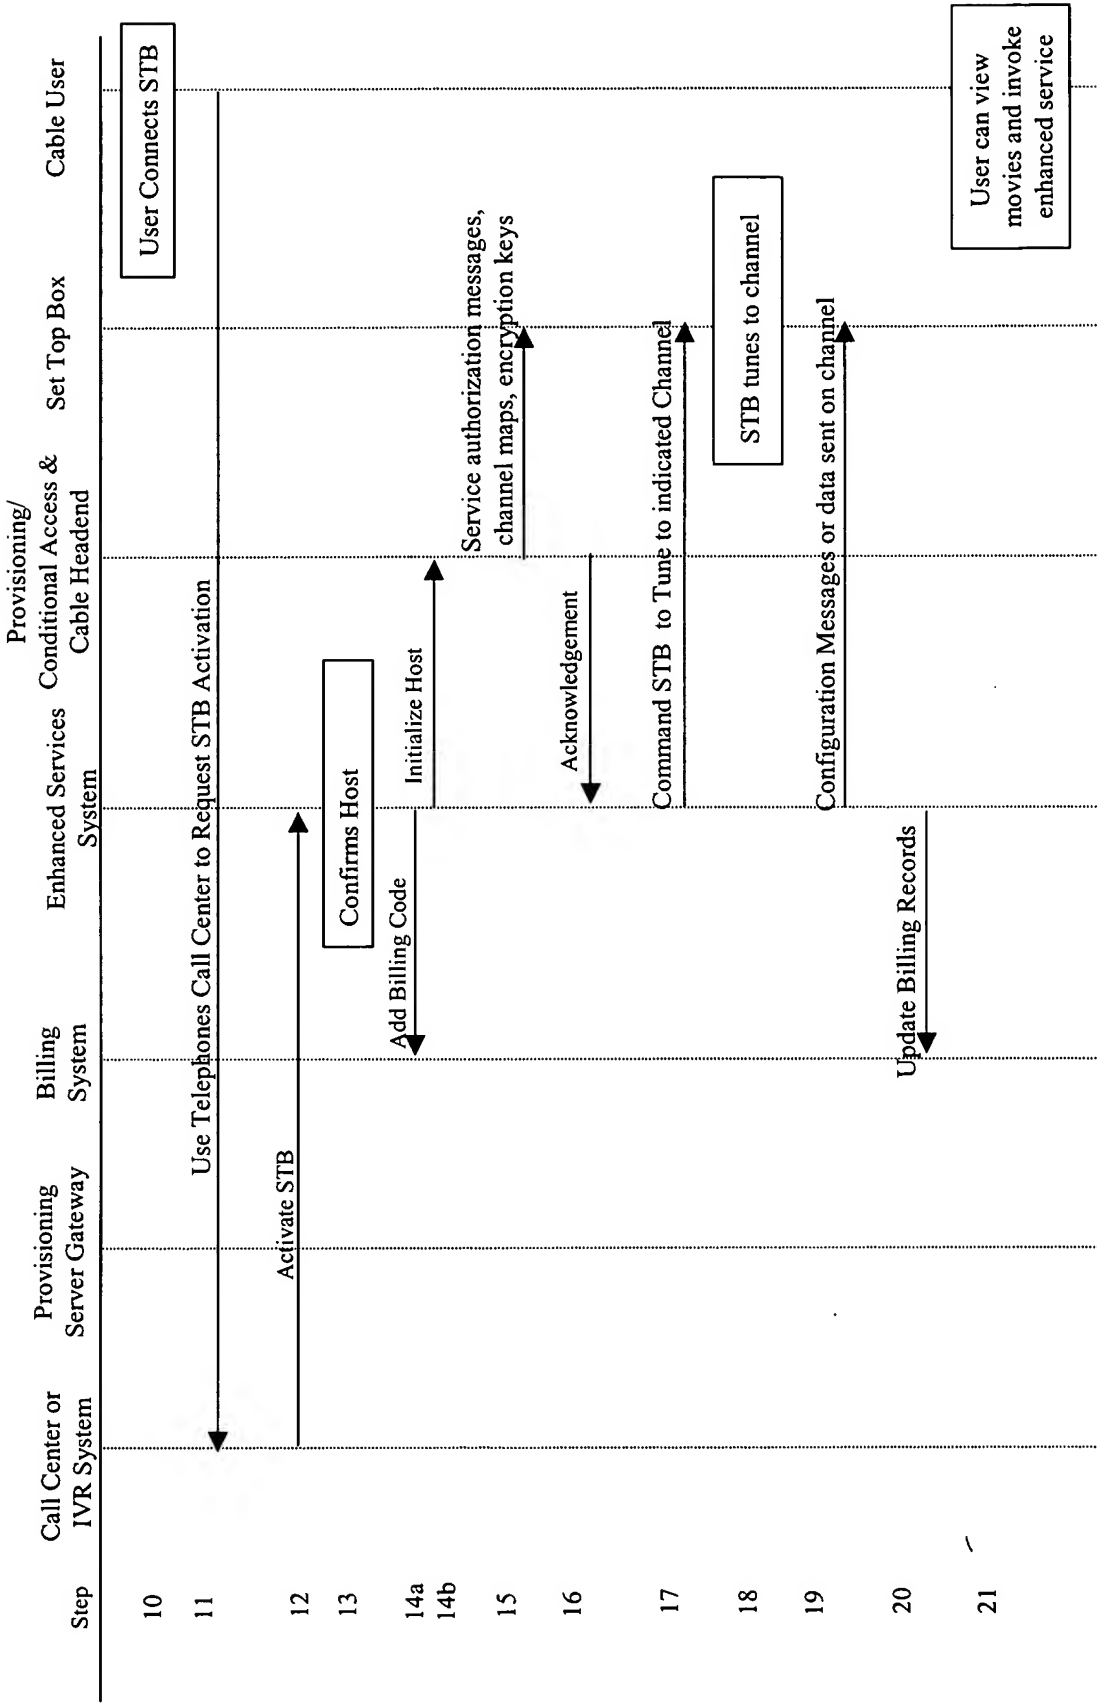 Step
Call Center or
IVR System
Provisioning
Server Gateway
Billing
System
Enhanced Services
System
Provisioning/
Conditional Access &
Cable Headend
Set Top Box
Cable User
10
User Connects STB
11
Use Telephones Call Center to Request STB Activation
12
Activate STB
13
Confirms Host
14a
Add Billing Code
14b
Initialize Host
15
Service authorization messages,
channel maps, encryption keys
16
Acknowledgement
17
Command STB to Tune to indicated Channel
18
STB tunes to channel
19
Configuration Messages or data sent on channel
20
Update Billing Records
21
User can view
movies and invoke
enhanced service